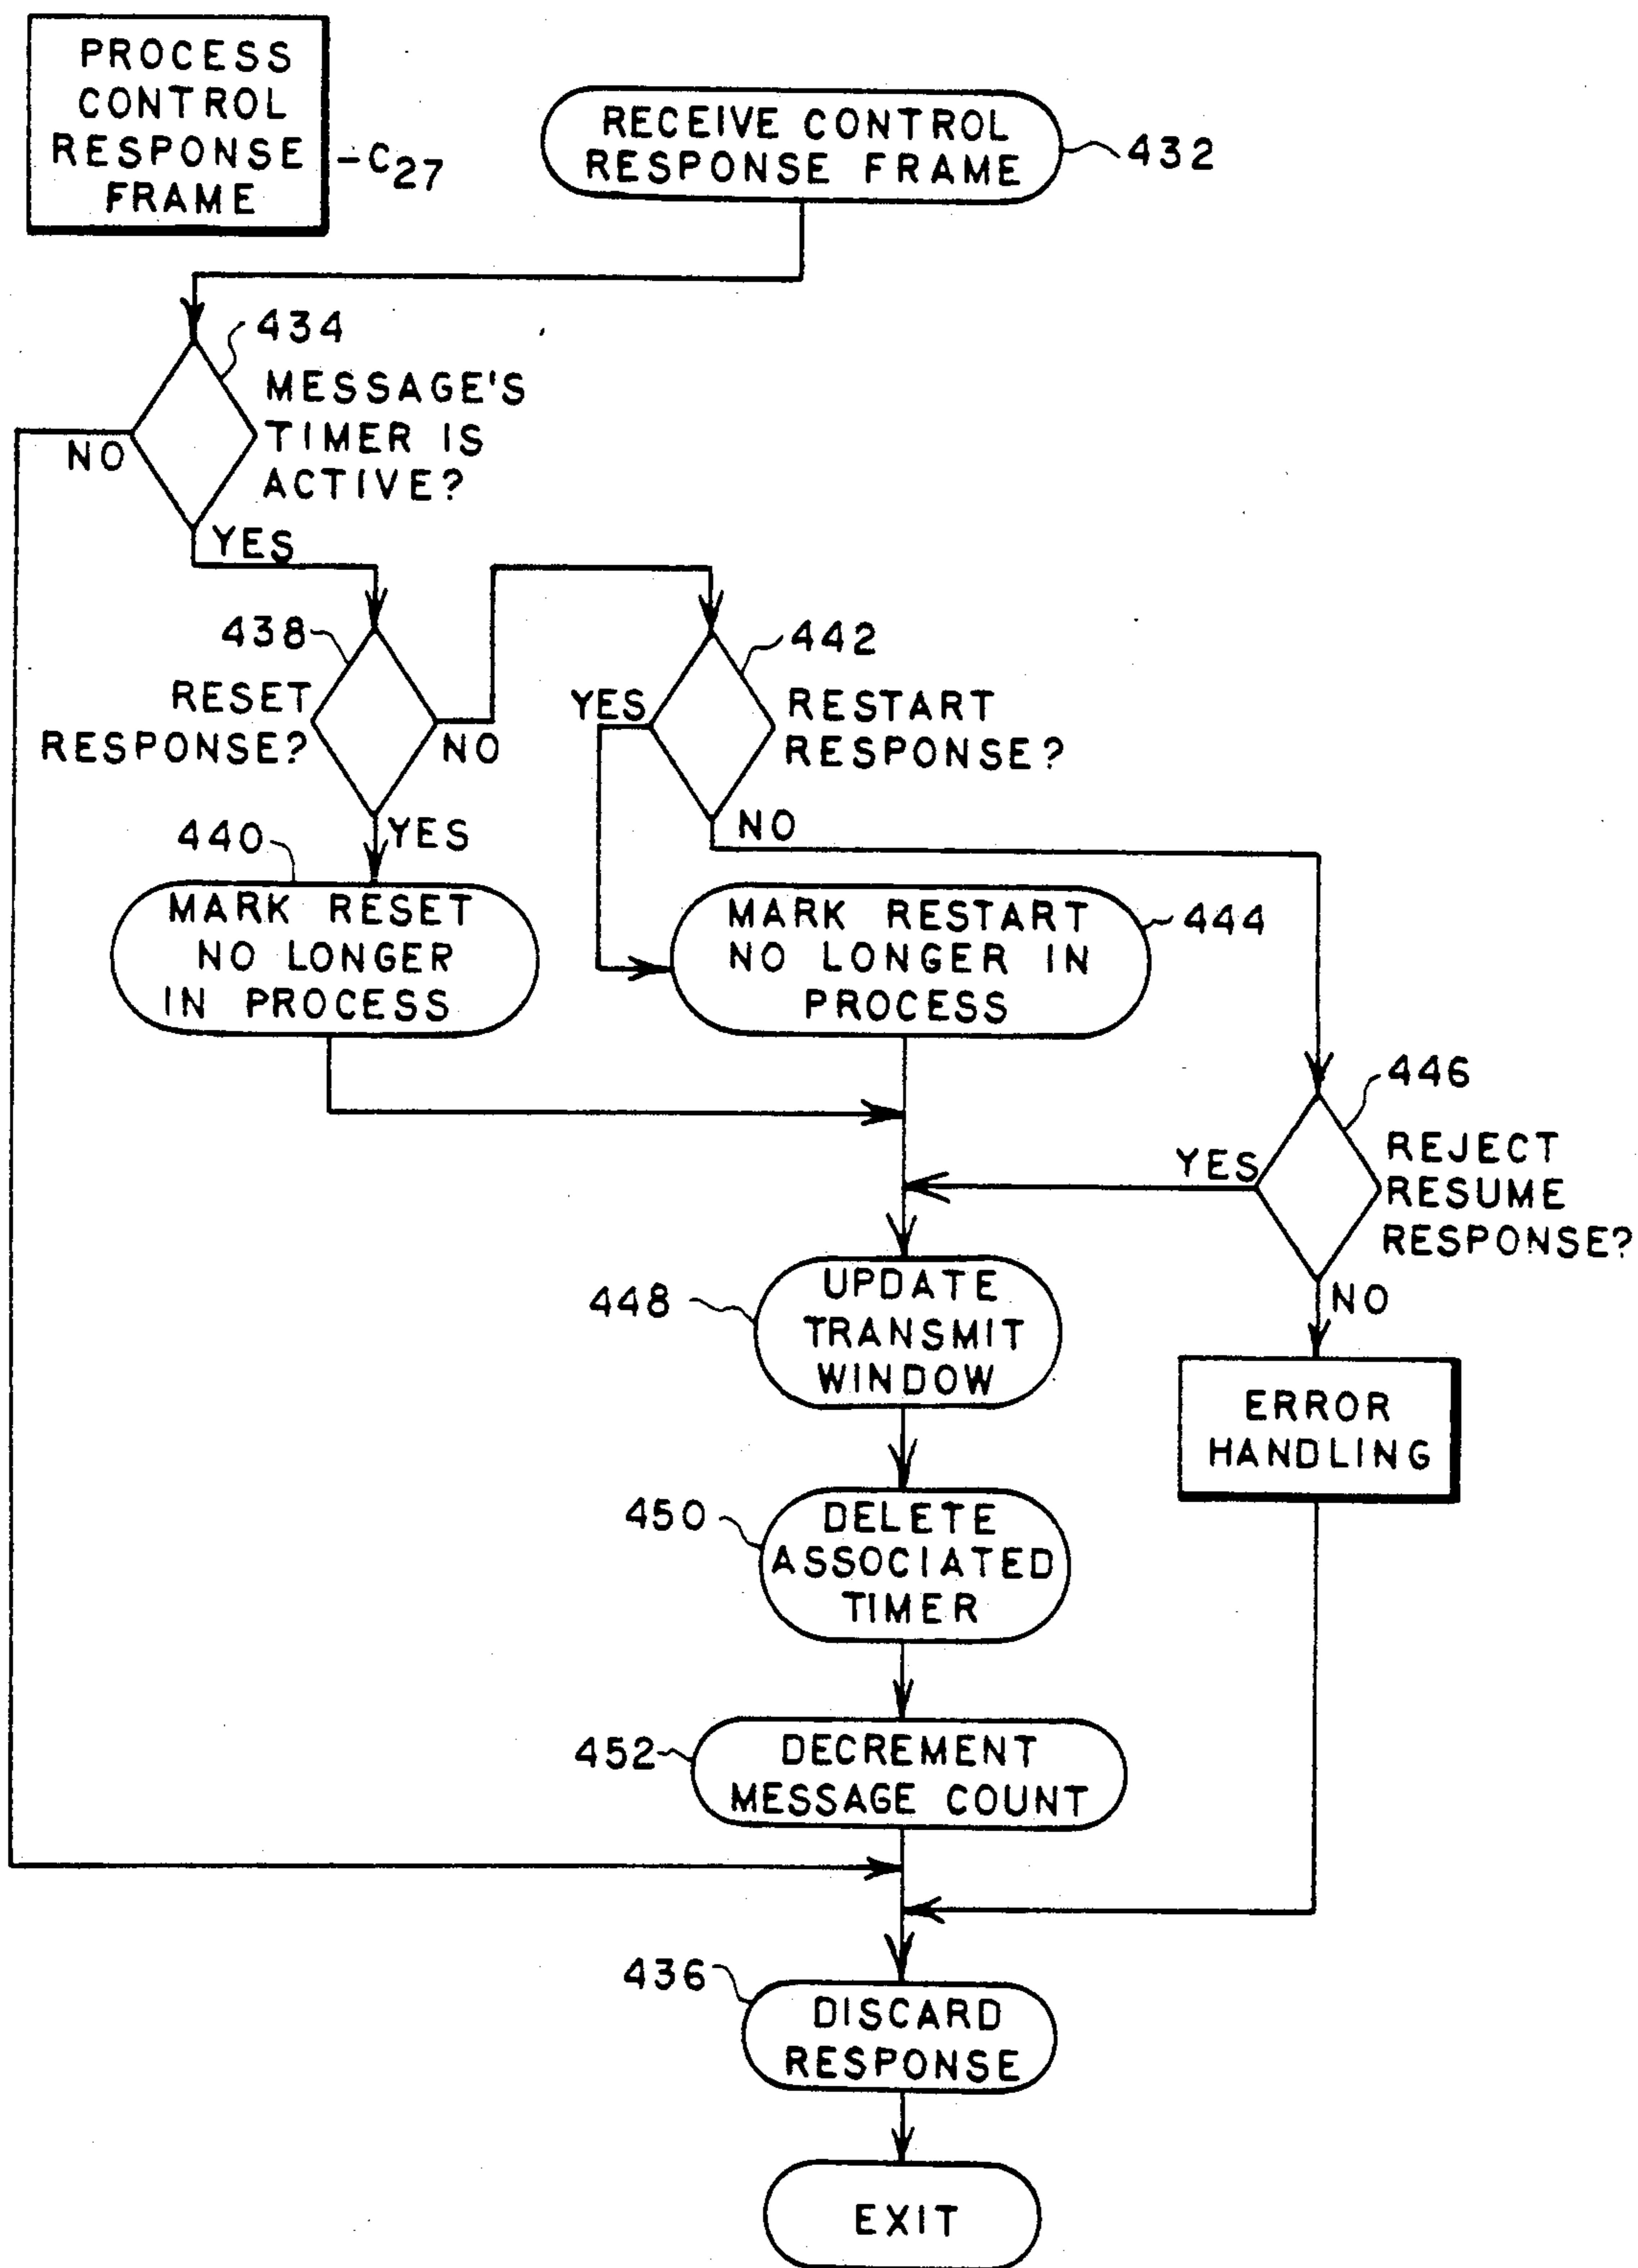 PROCESS
CONTROL
RESPONSE
FRAME
-C27
RECEIVE CONTROL
RESPONSE FRAME
432
434
MESSAGE'S
TIMER IS
ACTIVE?
NO
YES
438
RESET
RESPONSE?
NO
YES
442
YES
RESTART
RESPONSE?
NO
440
MARK RESET
NO LONGER
IN PROCESS
MARK RESTART
NO LONGER IN
PROCESS
444
446
YES
REJECT
RESUME
RESPONSE?
NO
448
UPDATE
TRANSMIT
WINDOW
ERROR
HANDLING
450
DELETE
ASSOCIATED
TIMER
452
DECREMENT
MESSAGE COUNT
436
DISCARD
RESPONSE
EXIT